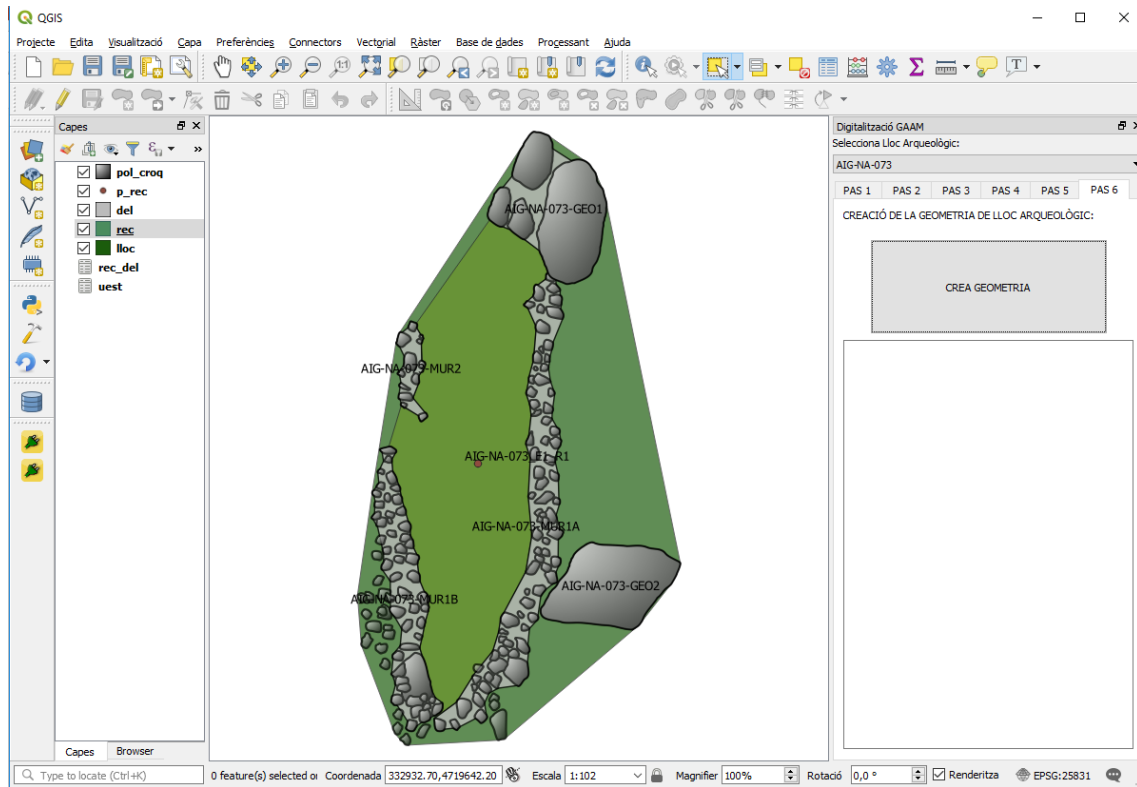 QGIS
Projecte Edita Visualització Capa Preferències Connectors Vectorial Ràster Base de dades Processant Ajuda
Capes
pol_croq
p_rec
del
rec
lloc
rec_del
uest
Capes Browser
AIG-NA-073-GEO1
AIG-NA-073-MUR2
AIG-NA-073_E1_R1
AIG-NA-073-MUR1A
AIG-NA-073-GEO2
AIG-NA-073-MUR1B
Digitalització GAAM
Selecciona Lloc Arqueològic:
AIG-NA-073
PAS 1 PAS 2 PAS 3 PAS 4 PAS 5 PAS 6
CREACIÓ DE LA GEOMETRIA DE LLOC ARQUEOLÒGIC:
CREA GEOMETRIA
Type to locate (Ctrl+K) 0 feature(s) selected Coordenada 332932.70,4719642.20 Escala 1:102 Magnifier 100% Rotació 0,0 ° Renderitza EPSG:25831